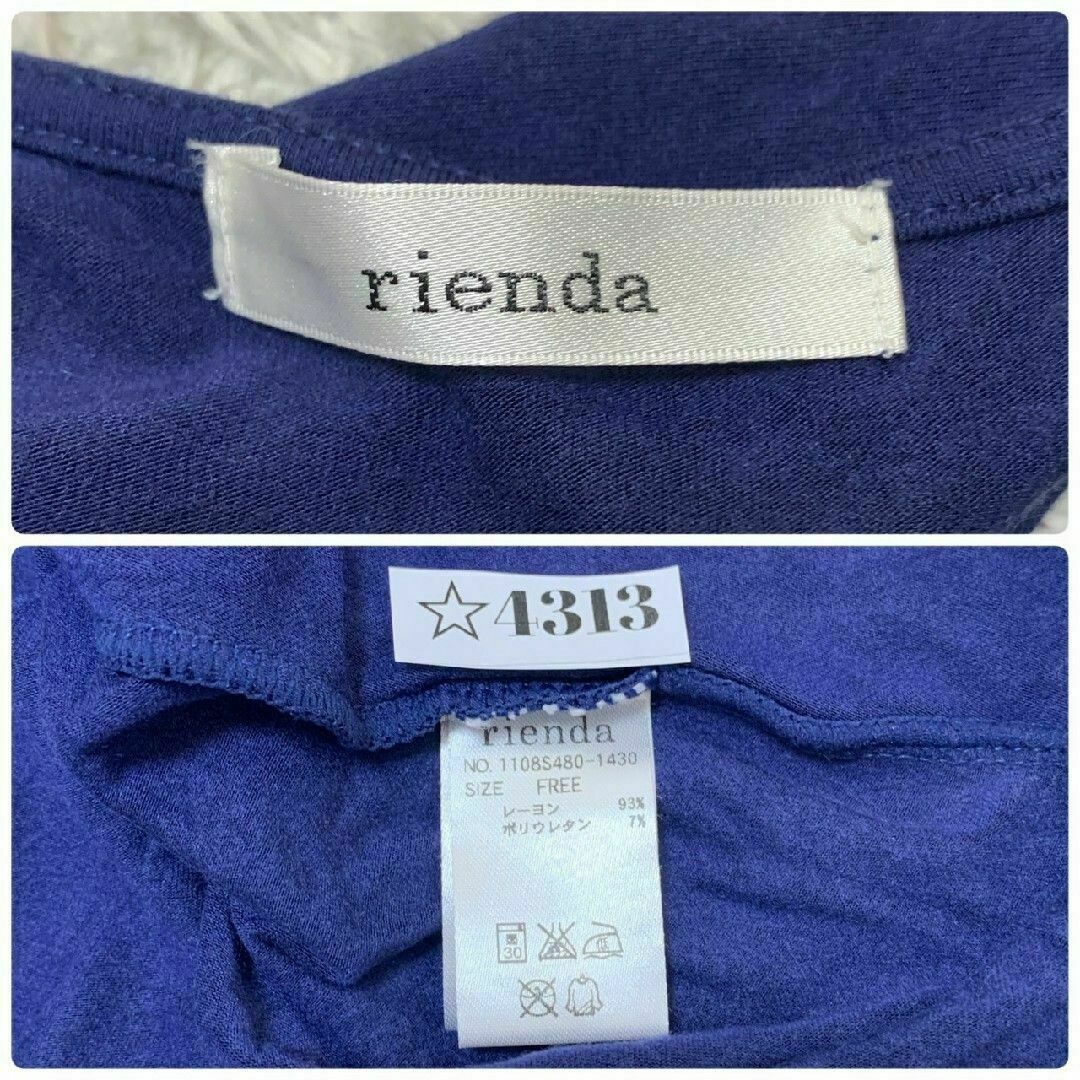 rienda
☆4313
rienda
NO. 1108S480-1430
SIZE FREE
レーヨン 93%
ポリウレタン 7%
30